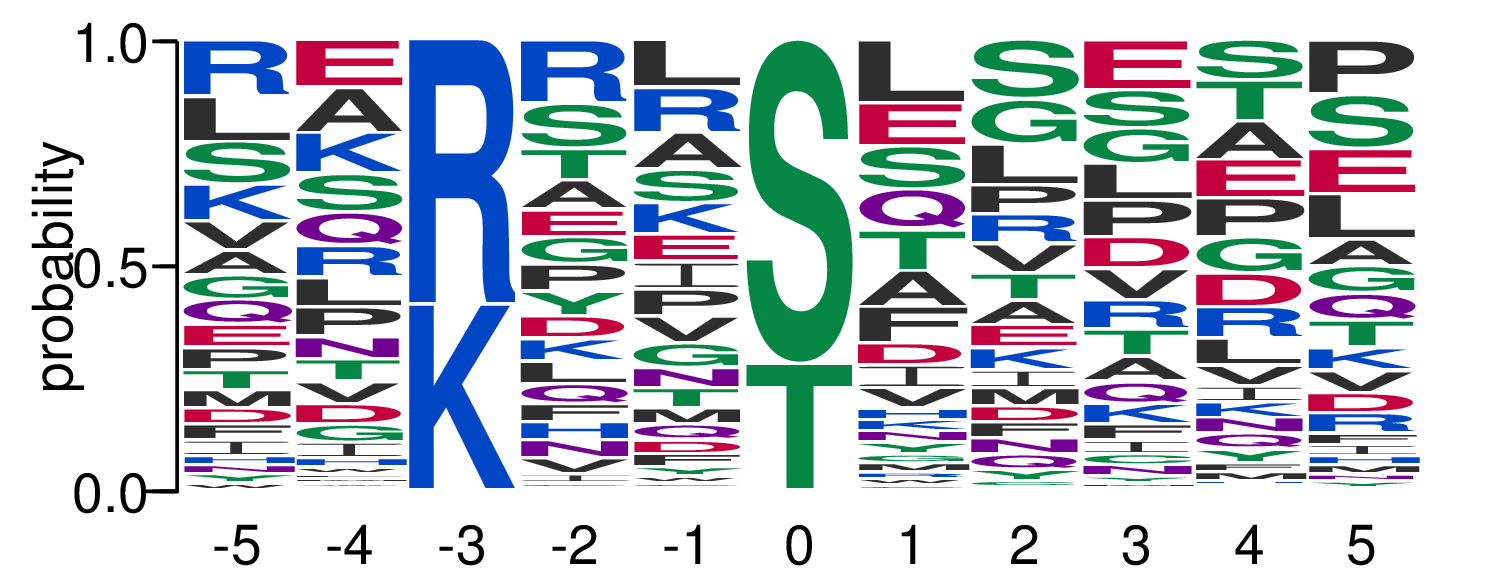 probability
1.0
0.5
0.0
R L S K V A G Q E P T M D F I H N Y W
E A K S Q R L P N T V D G I H M
R K
R S T A E G P Y D K L Q F H N V I
L R A S K E I P V G N T M Q D F Y
S T
L E S Q T A F D I V H K N Y G M
S G L P R V T A E K I M D F N Q Y
E S G L P D V R T A Q K F I
S T A E P G D R L V I K N Q Y F M
P S E L A G Q T K V D R F I H M N
-5 -4 -3 -2 -1 0 1 2 3 4 5